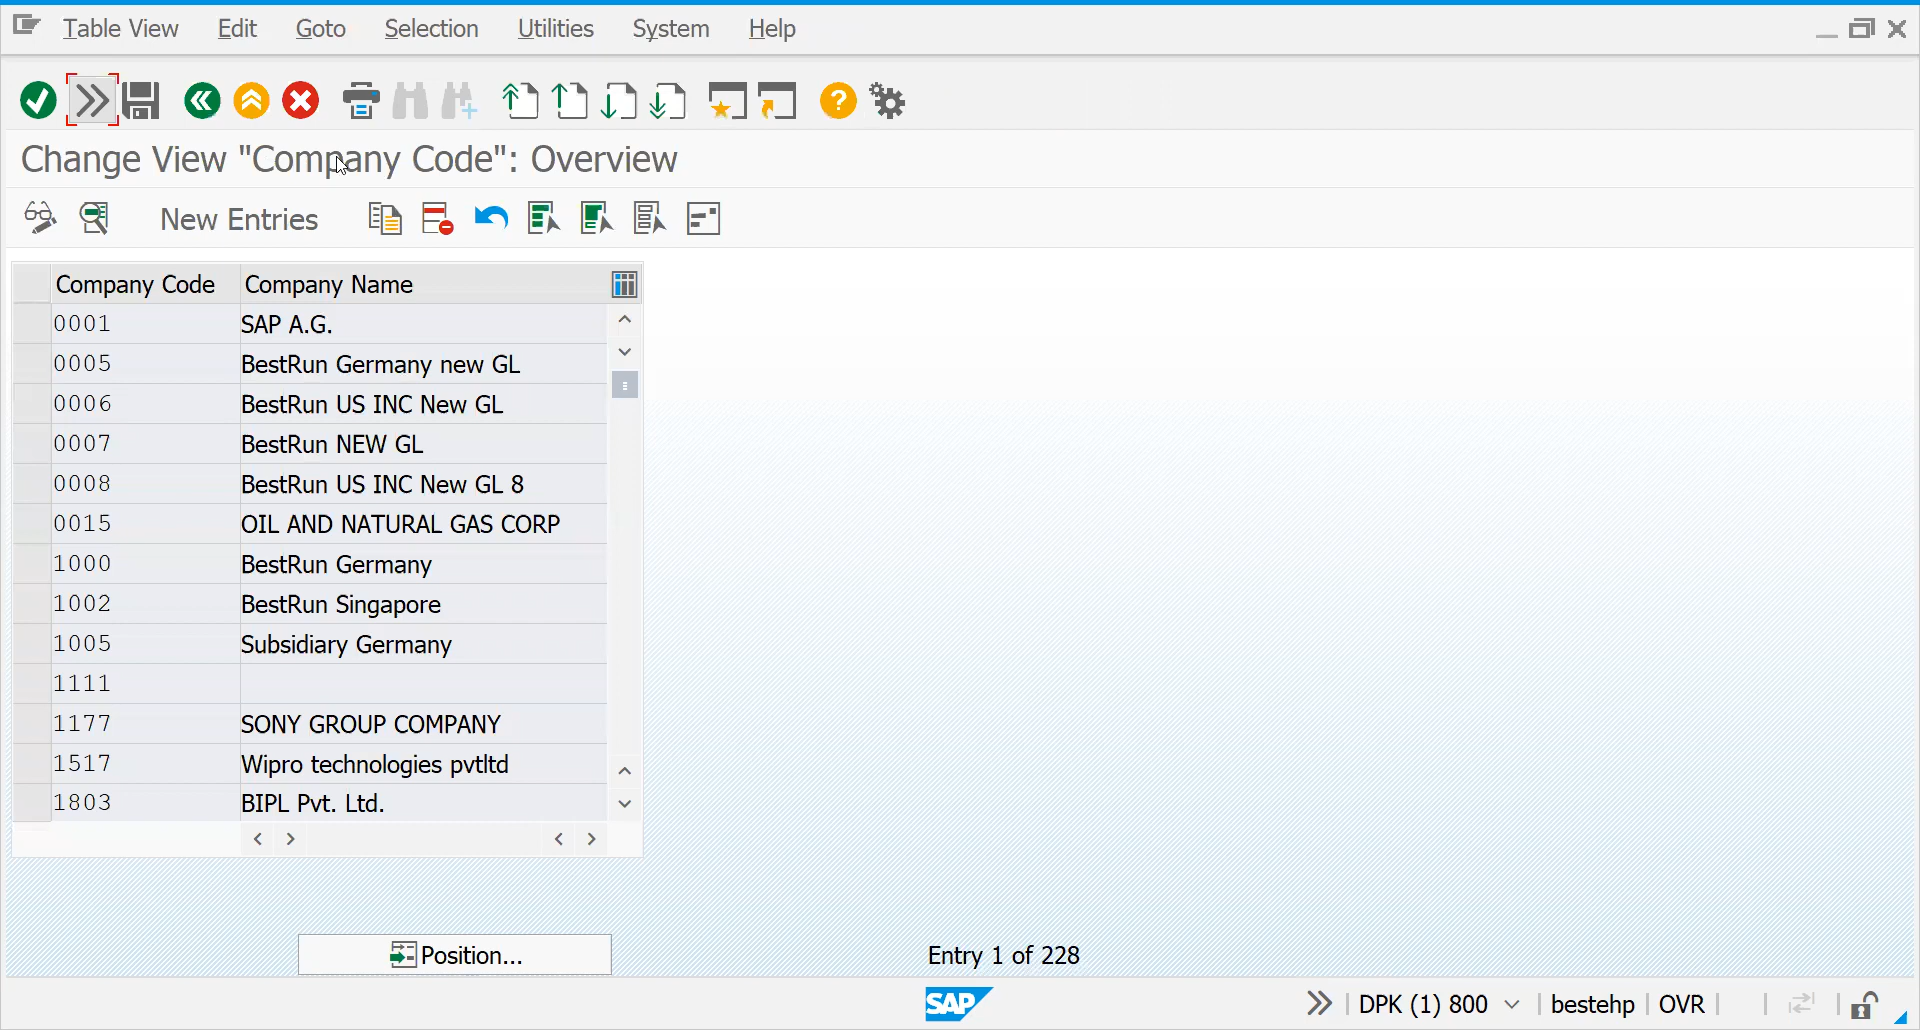 Table View Edit Goto Selection Utilities System Help
Change View "Company Code": Overview
New Entries
Company Code Company Name
0001 SAP A.G.
0005 BestRun Germany new GL
0006 BestRun US INC New GL
0007 BestRun NEW GL
0008 BestRun US INC New GL 8
0015 OIL AND NATURAL GAS CORP
1000 BestRun Germany
1002 BestRun Singapore
1005 Subsidiary Germany
1111
1177 SONY GROUP COMPANY
1517 Wipro technologies pvtltd
1803 BIPL Pvt. Ltd.
Position... Entry 1 of 228
SAP DPK (1) 800 bestehp OVR